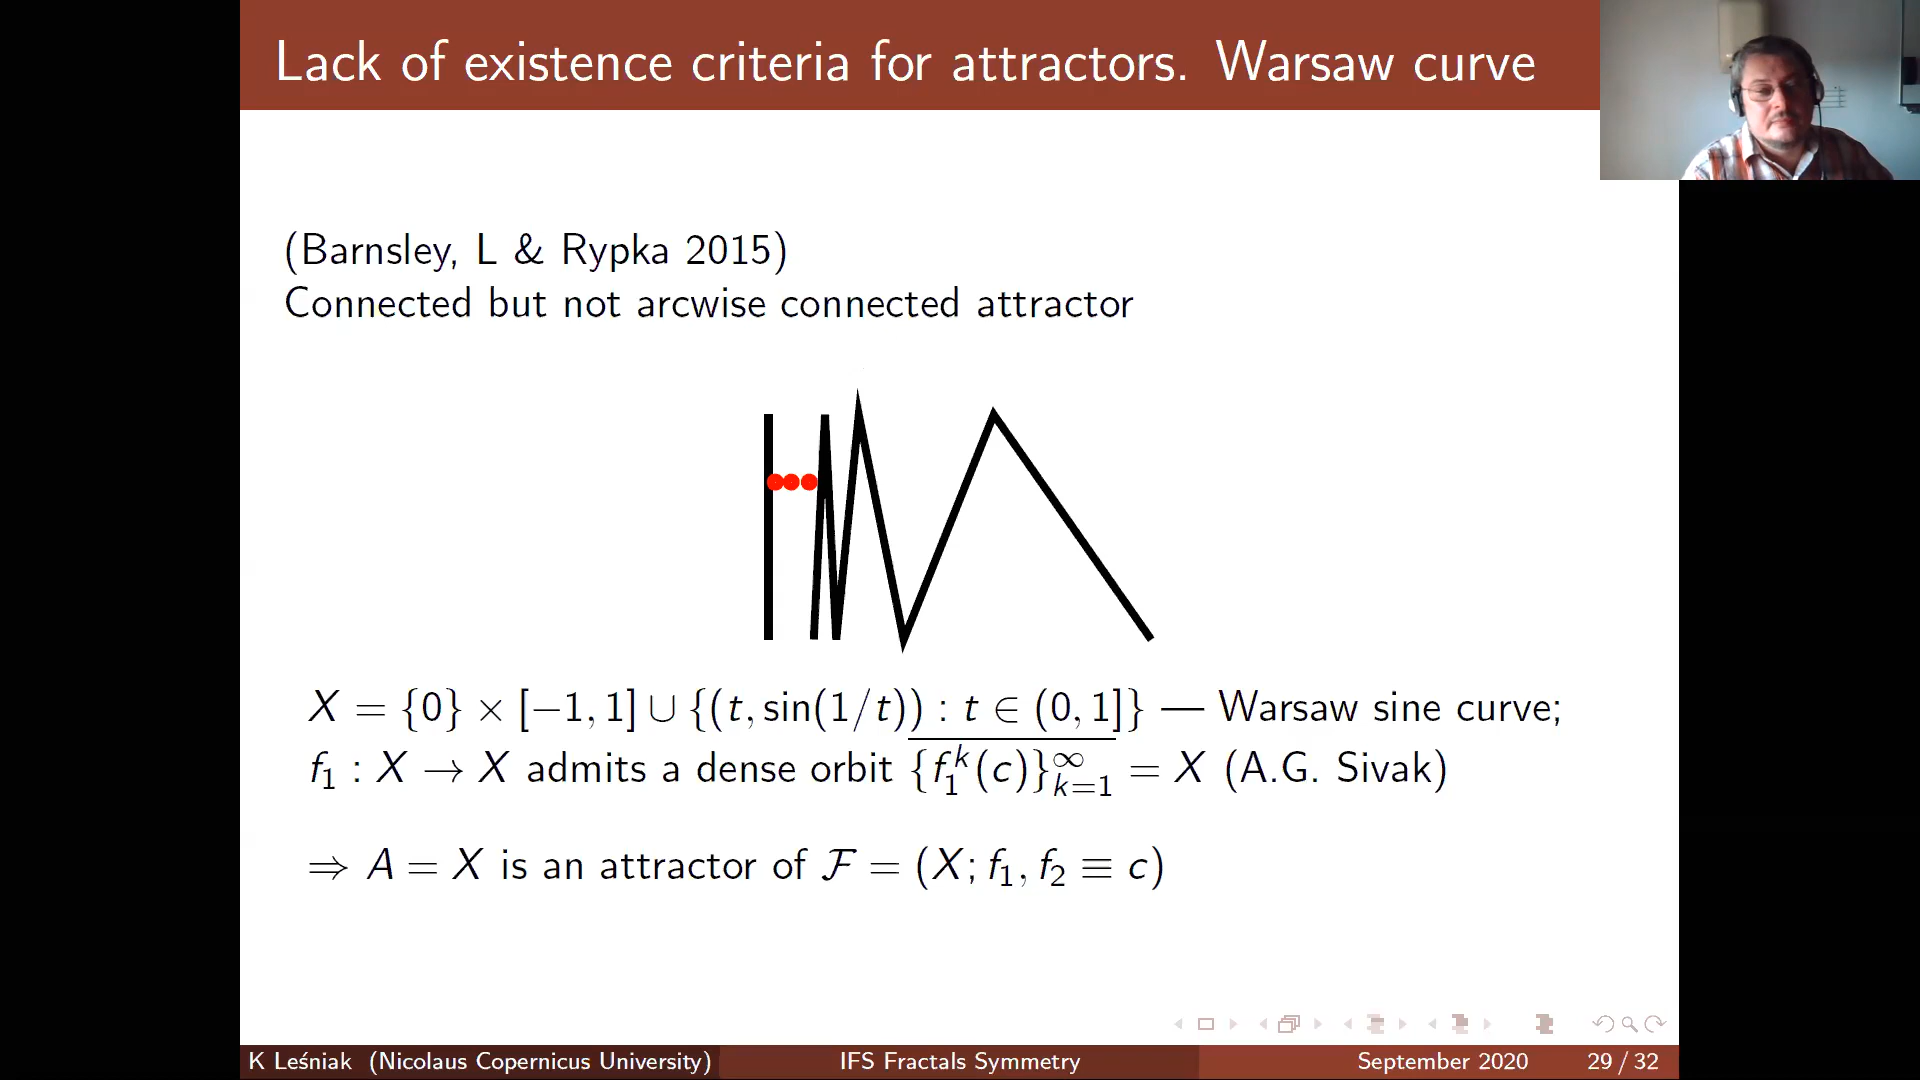 Lack of existence criteria for attractors. Warsaw curve
(Barnsley, L & Rypka 2015)
Connected but not arcwise connected attractor
X = {0} × [−1, 1] ∪ {(t, sin(1/t)) : t ∈ (0, 1]} — Warsaw sine curve;
f₁ : X → X admits a dense orbit \overline{{f₁ᵏ(c)}∞ₖ₌₁} = X (A.G. Sivak)
⇒ A = X is an attractor of ℱ = (X; f₁, f₂ ≡ c)
K Leśniak (Nicolaus Copernicus University) IFS Fractals Symmetry September 2020 29 / 32